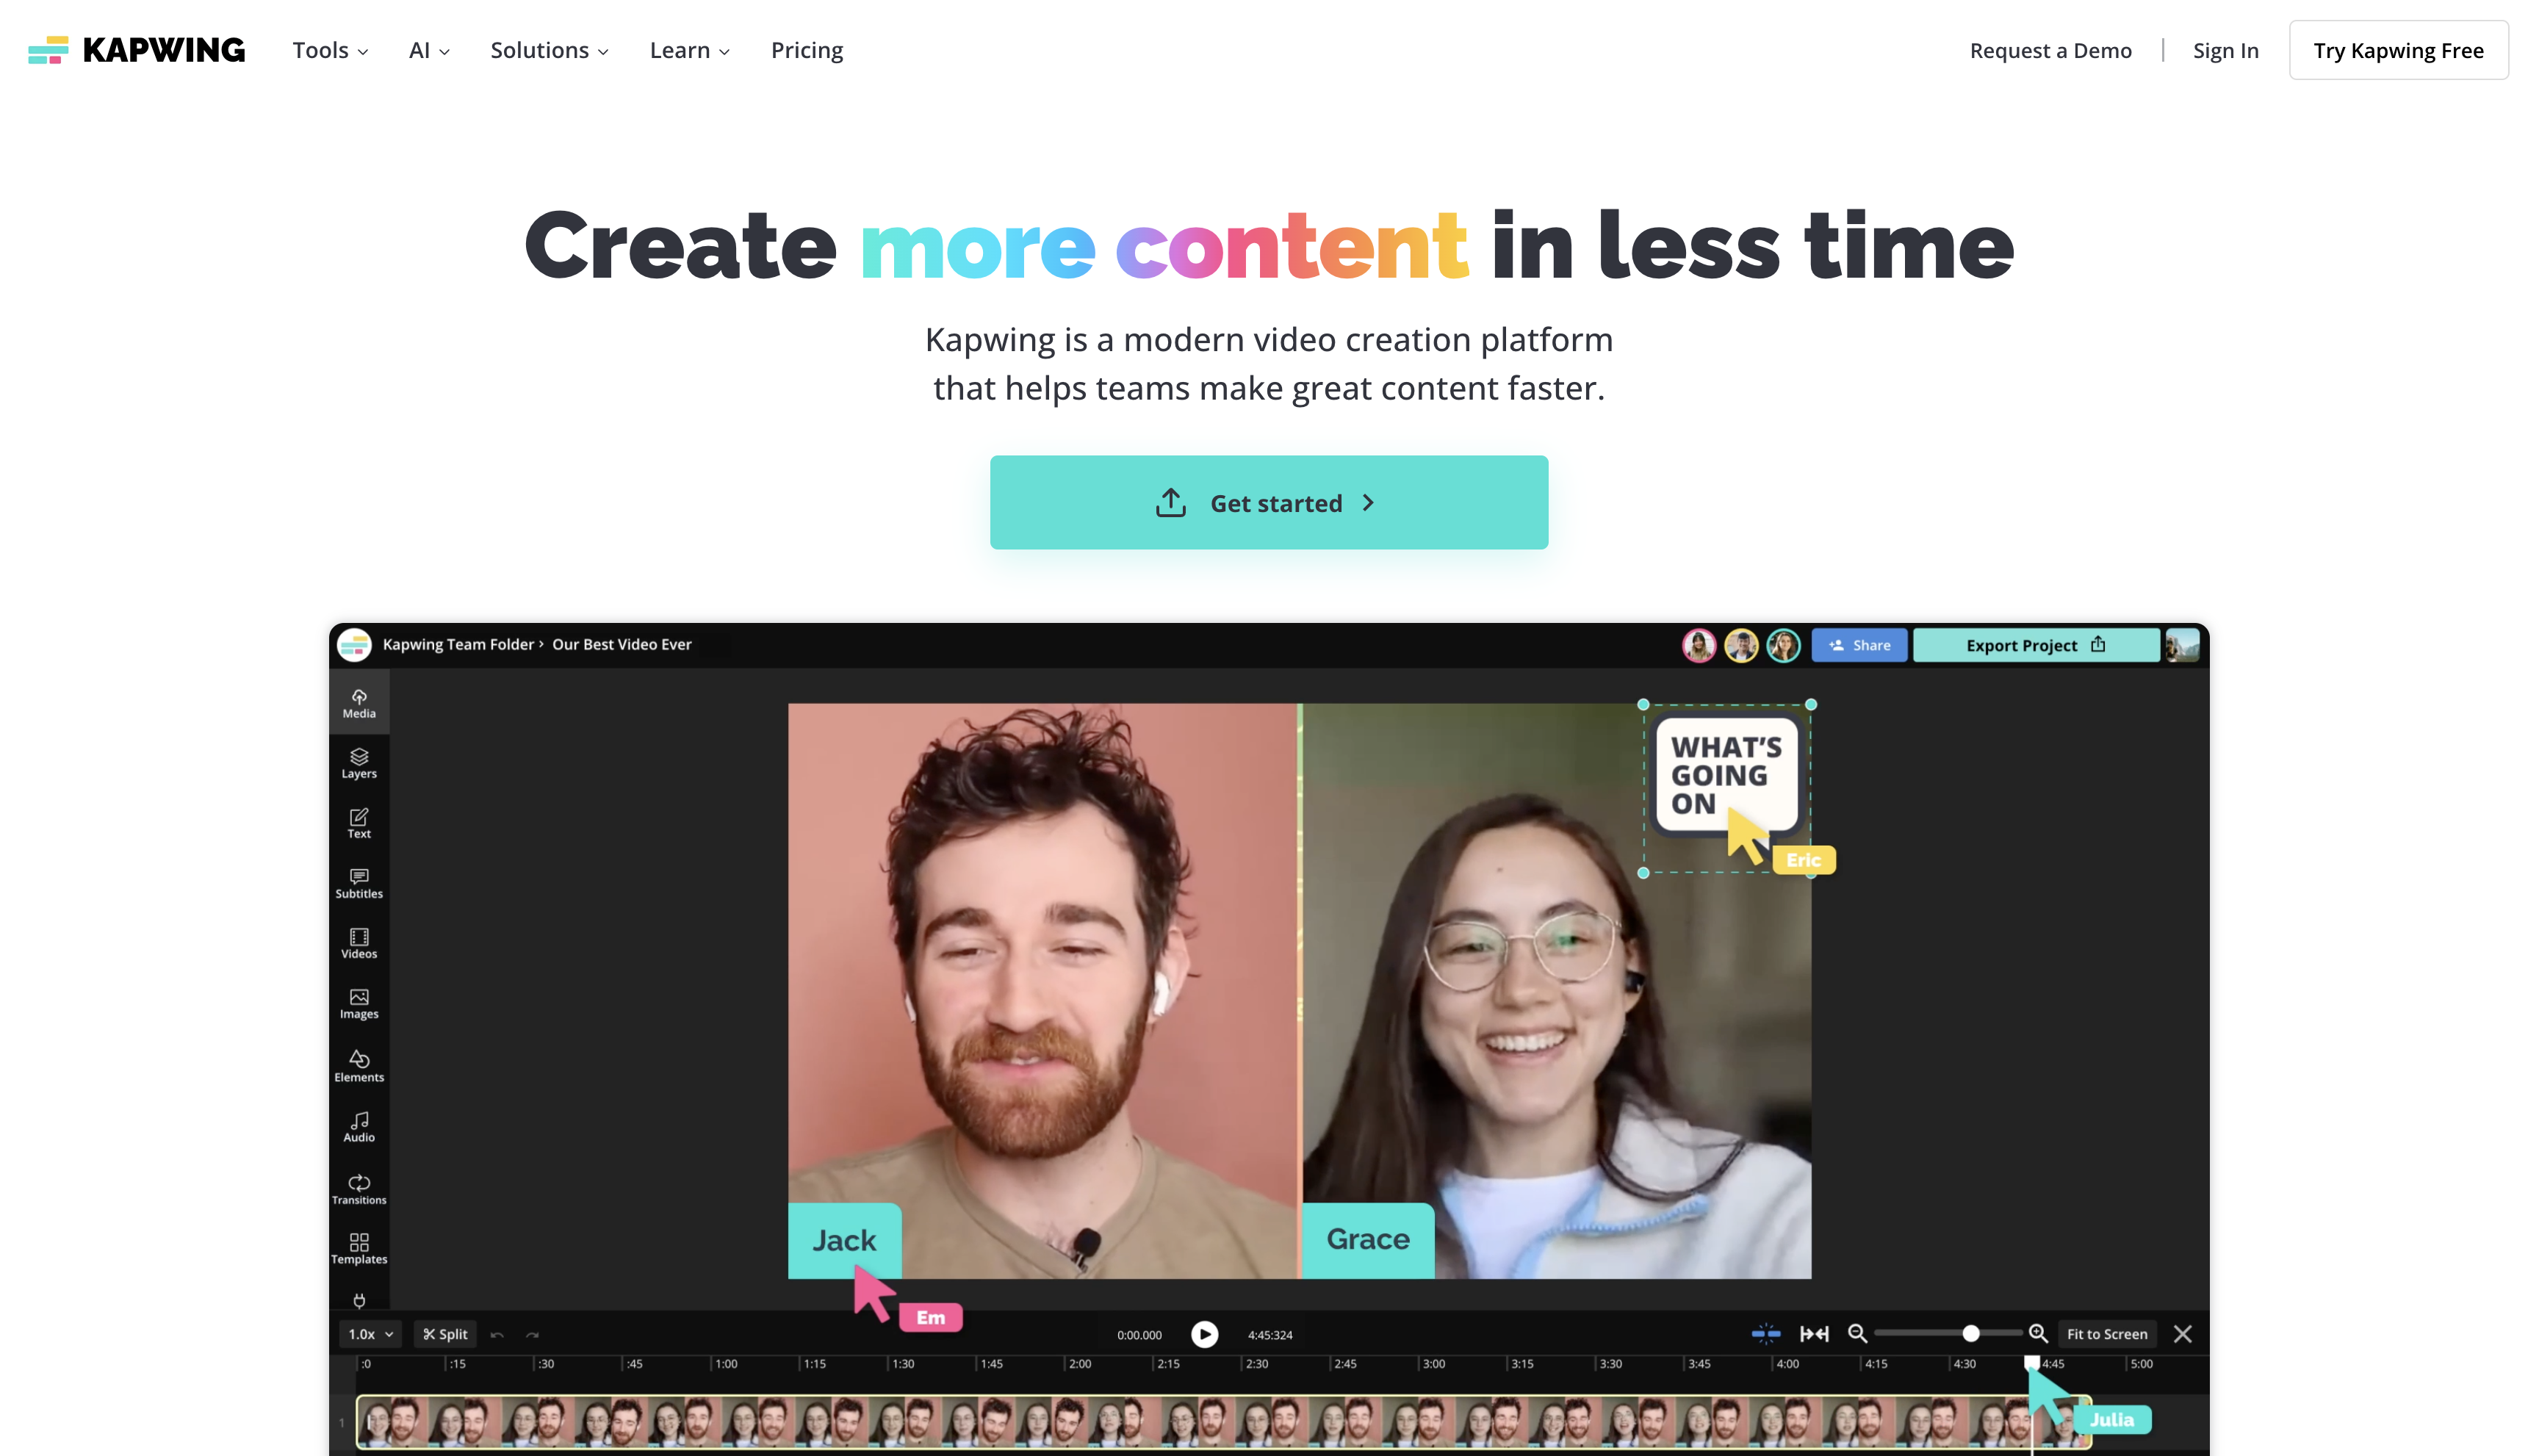 KAPWING
Tools
AI
Solutions
Learn
Pricing
Request a Demo
Sign In
Try Kapwing Free
Create more content in less time
Kapwing is a modern video creation platform
that helps teams make great content faster.
Get started
Kapwing Team Folder › Our Best Video Ever
Share
Export Project
Media
Layers
Text
Subtitles
Videos
Images
Elements
Audio
Transitions
Templates
WHAT'S
GOING
ON
Eric
Jack
Grace
Em
1.0x
Split
0:00.000
4:45:324
Fit to Screen
:0 :15 :30 :45 1:00 1:15 1:30 1:45 2:00 2:15 2:30 2:45 3:00 3:15 3:30 3:45 4:00 4:15 4:30 4:45 5:00
1
Julia